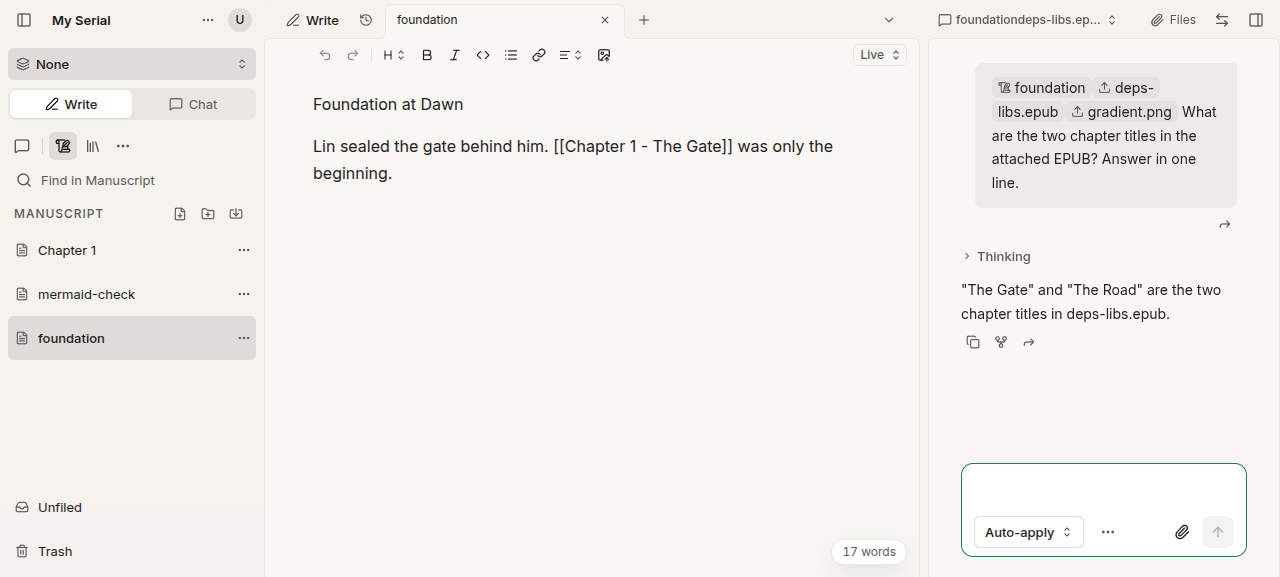 My Serial
U
None
Write
Chat
Find in Manuscript
MANUSCRIPT
Chapter 1
mermaid-check
foundation
Unfiled
Trash
Write
foundation
H
B
I
Live
Foundation at Dawn
Lin sealed the gate behind him. [[Chapter 1 - The Gate]] was only the
beginning.
17 words
foundationdeps-libs.ep...
Files
foundation deps-
libs.epub gradient.png What
are the two chapter titles in the
attached EPUB? Answer in one
line.
Thinking
"The Gate" and "The Road" are the two
chapter titles in deps-libs.epub.
Auto-apply